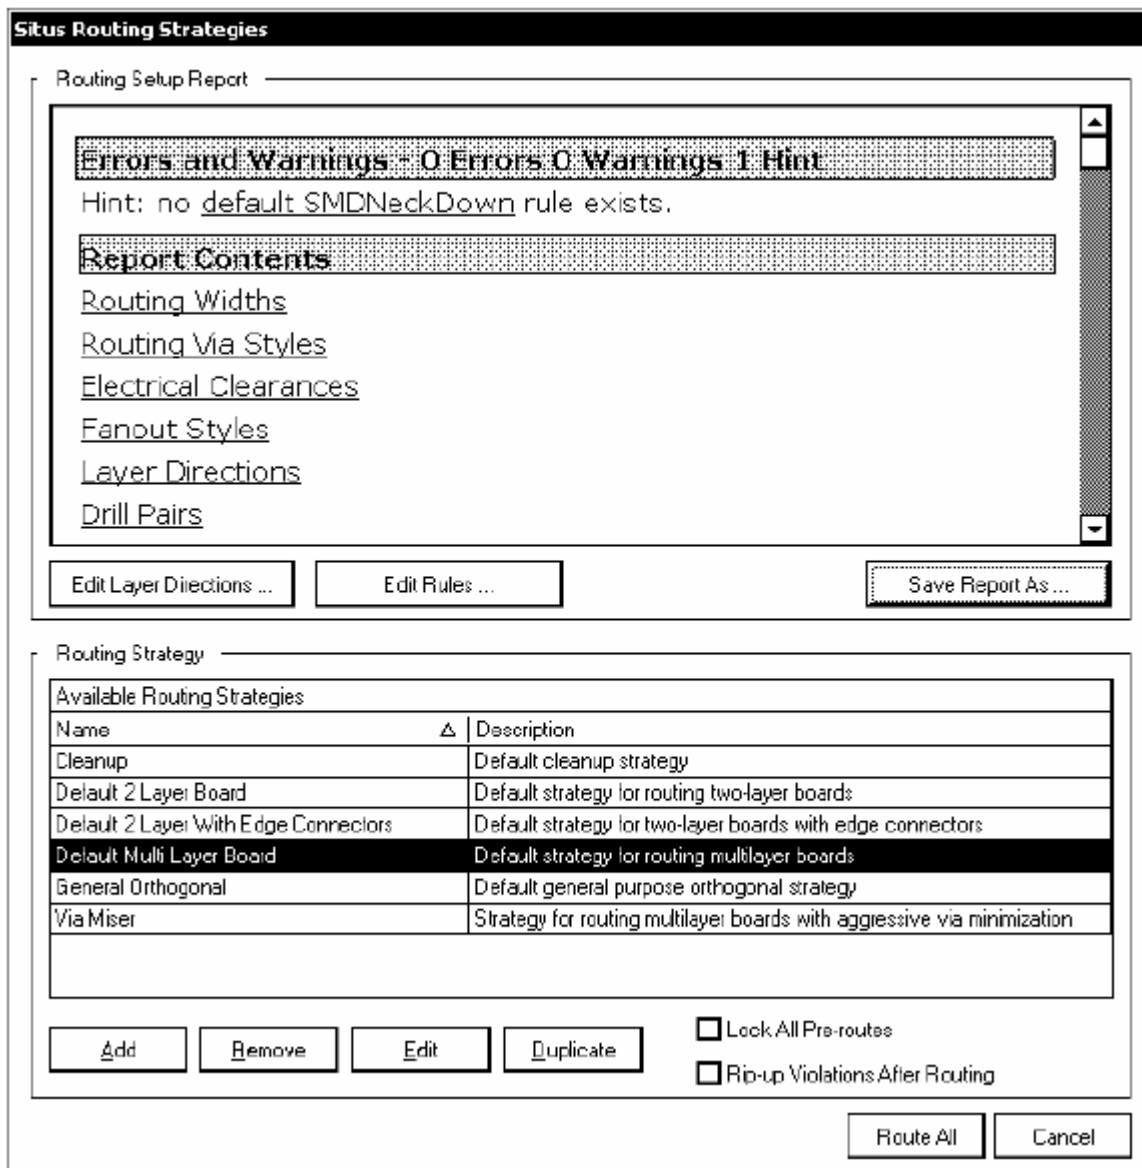 Situs Routing Strategies
Routing Setup Report
Errors and Warnings - 0 Errors 0 Warnings 1 Hint
Hint: no default SMDNeckDown rule exists.
Report Contents
Routing Widths
Routing Via Styles
Electrical Clearances
Fanout Styles
Layer Directions
Drill Pairs
Edit Layer Directions ... Edit Rules ... Save Report As ...
Routing Strategy
Available Routing Strategies
Name Description
Cleanup Default cleanup strategy
Default 2 Layer Board Default strategy for routing two-layer boards
Default 2 Layer With Edge Connectors Default strategy for two-layer boards with edge connectors
Default Multi Layer Board Default strategy for routing multilayer boards
General Orthogonal Default general purpose orthogonal strategy
Via Miser Strategy for routing multilayer boards with aggressive via minimization
Add Remove Edit Duplicate Lock All Pre-routes
Rip-up Violations After Routing
Route All Cancel